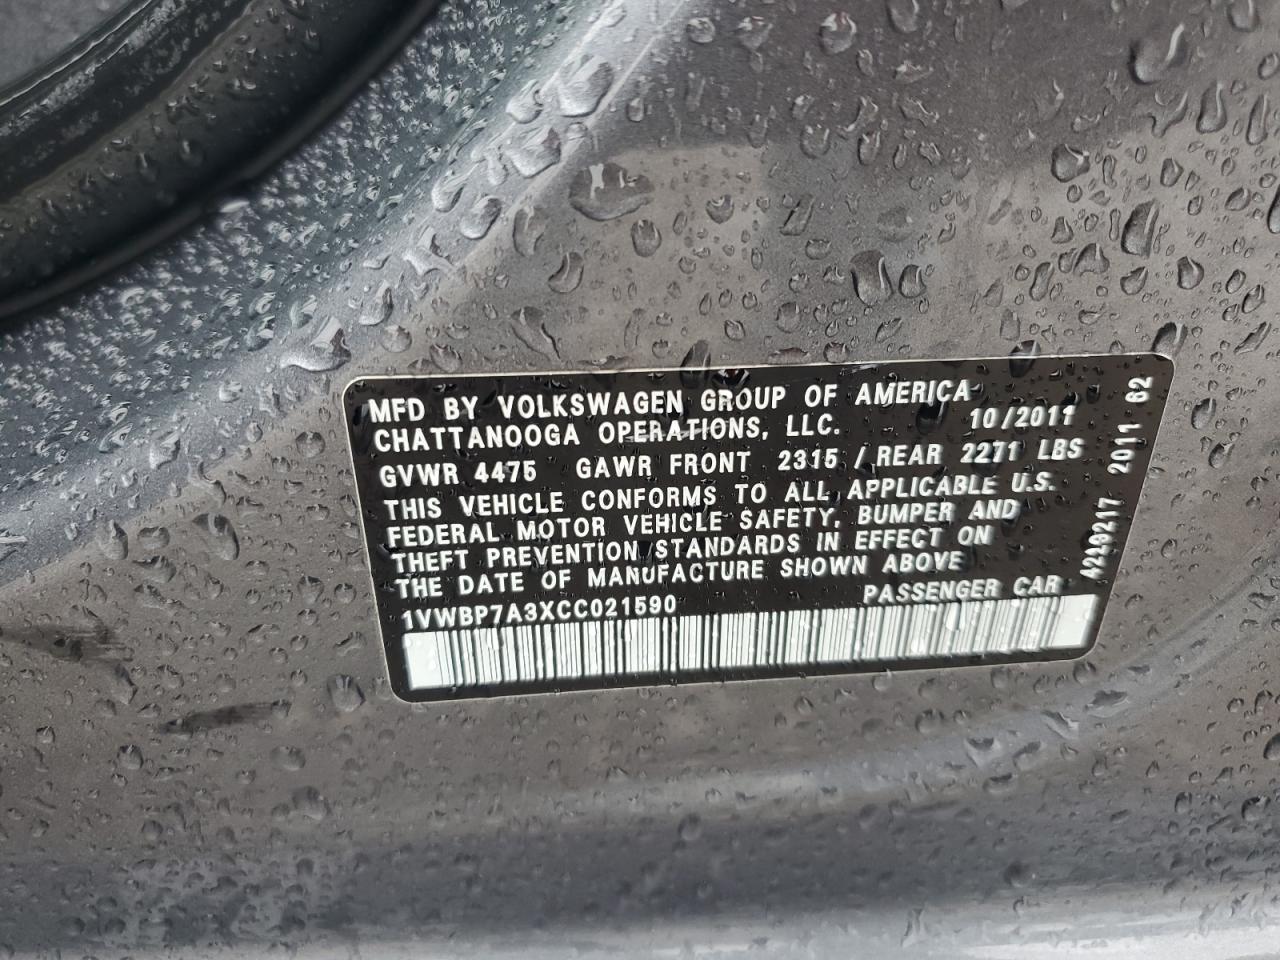 MFD BY VOLKSWAGEN GROUP OF AMERICA
CHATTANOOGA OPERATIONS, LLC. 10/2011
GVWR 4475 GAWR FRONT 2315 / REAR 2271 LBS
THIS VEHICLE CONFORMS TO ALL APPLICABLE U.S.
FEDERAL MOTOR VEHICLE SAFETY, BUMPER AND
THEFT PREVENTION STANDARDS IN EFFECT ON
THE DATE OF MANUFACTURE SHOWN ABOVE
1VWBP7A3XCC021590 PASSENGER CAR
2011 62